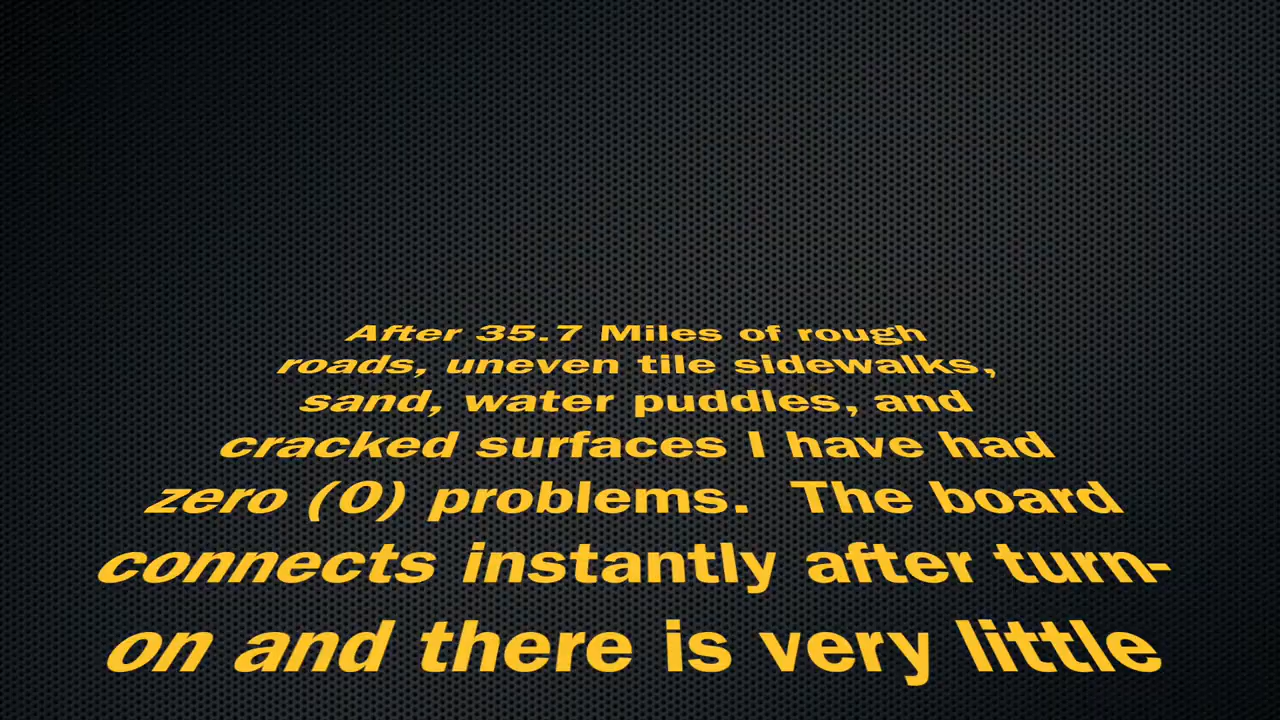 After 35.7 Miles of rough
roads, uneven tile sidewalks,
sand, water puddles, and
cracked surfaces I have had
zero (0) problems.  The board
connects instantly after turn-
on and there is very little